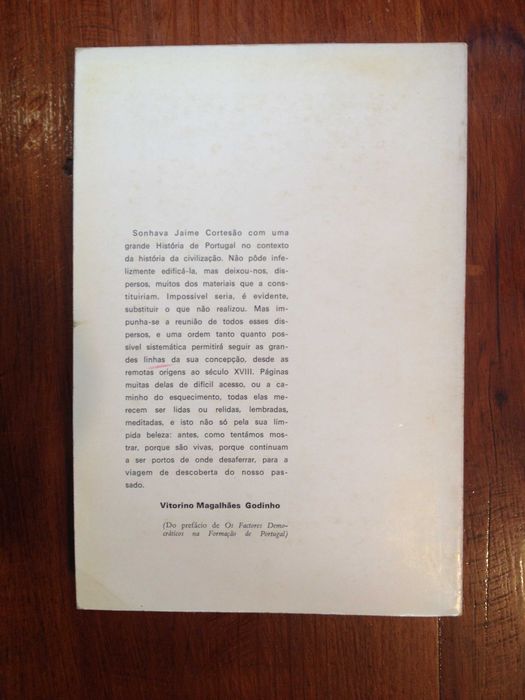 Sonhava Jaime Cortesão com uma
grande História de Portugal no contexto
da história da civilização. Não pôde infe-
lizmente edificá-la, mas deixou-nos, dis-
persos, muitos dos materiais que a cons-
tituiriam. Impossível seria, é evidente,
substituir o que não realizou. Mas im-
punha-se a reunião de todos esses dis-
persos, e uma ordem tanto quanto pos-
sível sistemática permitirá seguir as gran-
des linhas da sua concepção, desde as
remotas origens ao século XVIII. Páginas
muitas delas de difícil acesso, ou a ca-
minho do esquecimento, todas elas me-
recem ser lidas ou relidas, lembradas,
meditadas, e isto não só pela sua lím-
pida beleza: antes, como tentámos mos-
trar, porque são vivas, porque continuam
a ser portos de onde desaferrar, para a
viagem de descoberta do nosso pas-
sado.
Vitorino Magalhães Godinho
(Do prefácio de Os Factores Demo-
cráticos na Formação de Portugal)